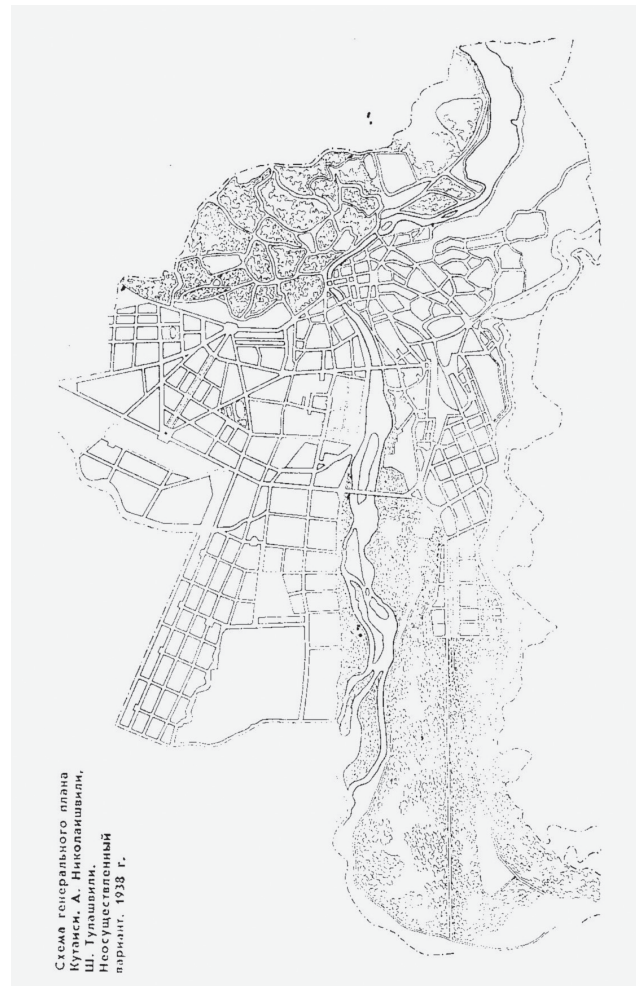 Схема генерального плана
Кутаиси. А. Николаишвили,
Ш. Тулашвили.
Неосуществленный
вариант. 1938 г.